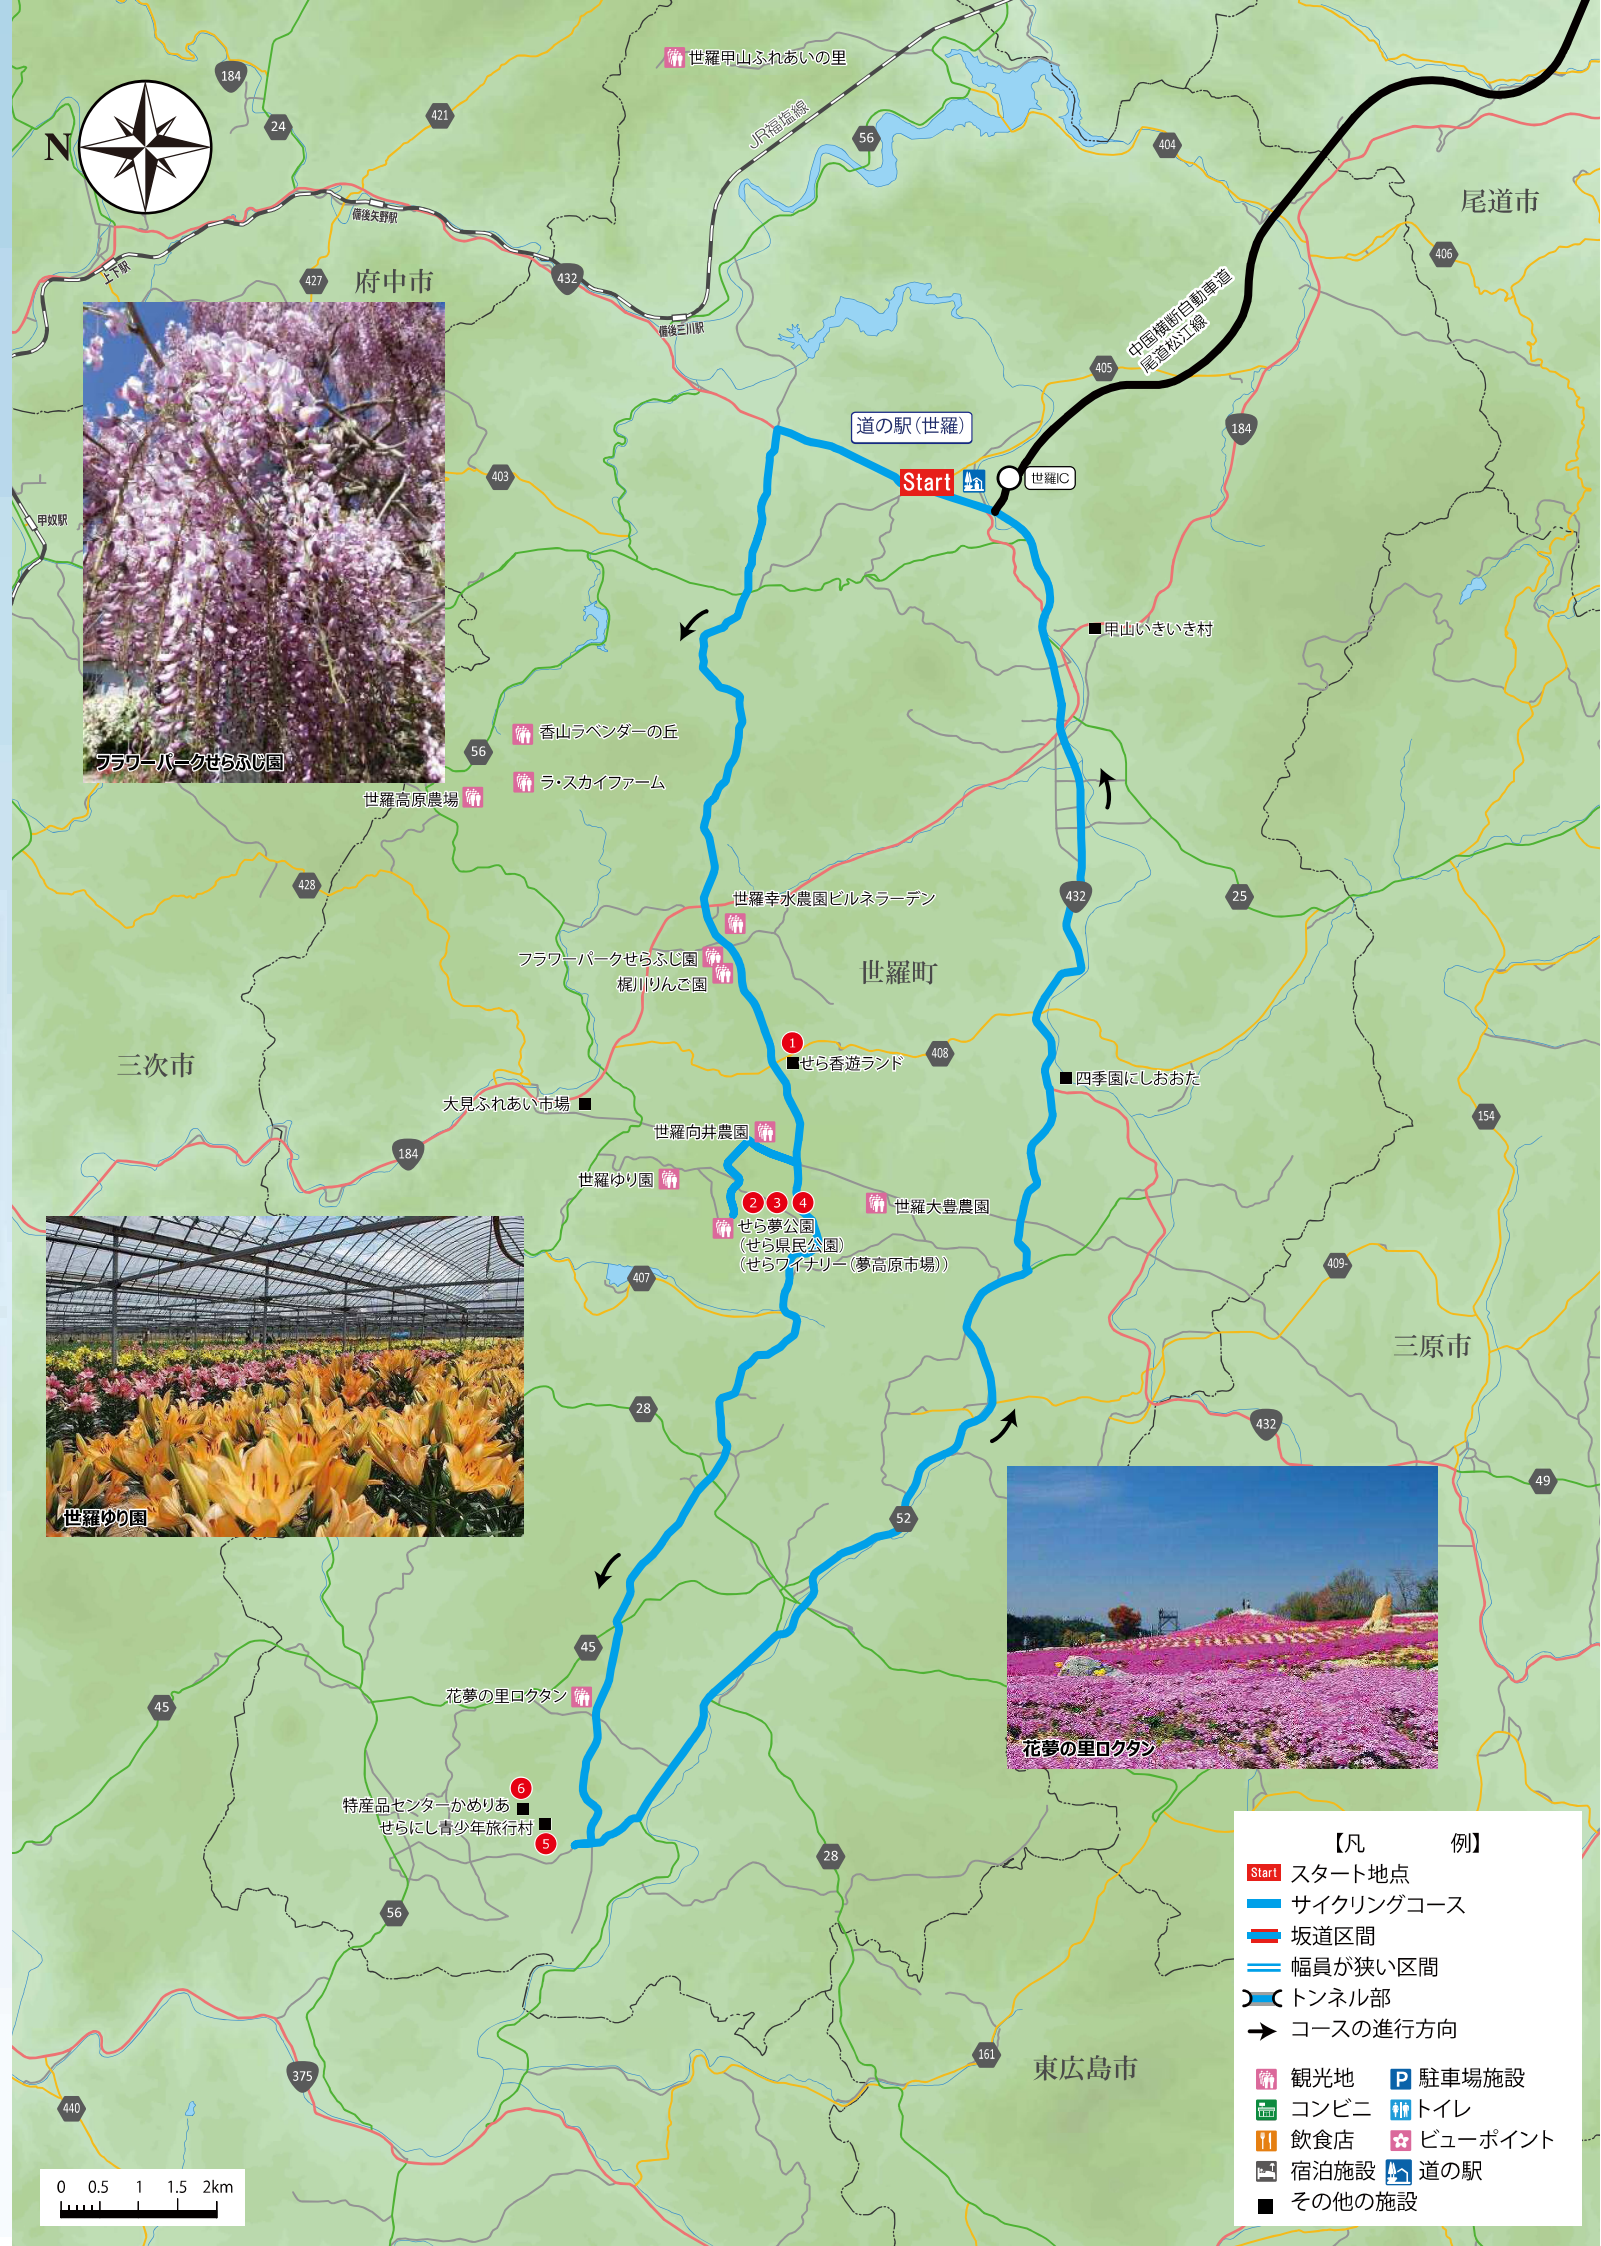 世羅甲山ふれあいの里
184
N
24
421
JR福塩線
56
404
尾道市
備後矢野駅
上下駅
427
府中市
432
406
備後三川駅
中国横断自動車道
尾道松江線
405
道の駅（世羅）
184
Start
世羅IC
403
甲奴駅
甲山いきいき村
香山ラベンダーの丘
56
ラ・スカイファーム
フラワーパークせらふじ園
世羅高原農場
428
432
25
世羅幸水農園ビルネラーデン
フラワーパークせらふじ園
梶川りんご園
世羅町
1
せら香遊ランド
408
三次市
四季園にしおおた
大見ふれあい市場
154
世羅向井農園
184
世羅ゆり園
2 3 4
世羅大豊農園
せら夢公園
（せら県民公園）
（せらワイナリー（夢高原市場））
407
409-
三原市
28
432
49
世羅ゆり園
52
45
45
花夢の里ロクタン
花夢の里ロクタン
6
特産品センターかめりあ
せらにし青少年旅行村
5
28
56
161
東広島市
375
440
0 0.5 1 1.5 2km
【凡 例】
Start スタート地点
サイクリングコース
坂道区間
幅員が狭い区間
トンネル部
コースの進行方向
観光地 P 駐車場施設
コンビニ トイレ
飲食店 ビューポイント
宿泊施設 道の駅
その他の施設